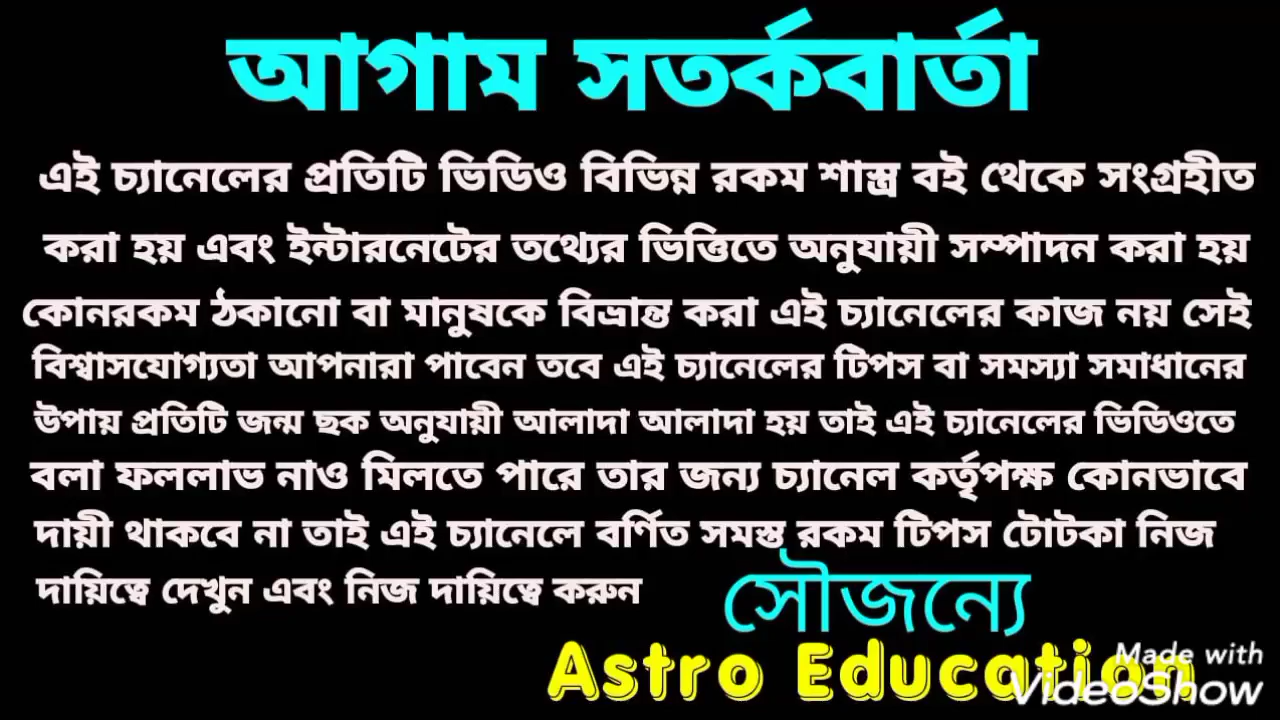 আগাম সতর্কবার্তা
এই চ্যানেলের প্রতিটি ভিডিও বিভিন্ন রকম শাস্ত্র বই থেকে সংগ্রহীত
করা হয় এবং ইন্টারনেটের তথ্যের ভিত্তিতে অনুযায়ী সম্পাদন করা হয়
কোনরকম ঠকানো বা মানুষকে বিভ্রান্ত করা এই চ্যানেলের কাজ নয় সেই
বিশ্বাসযোগ্যতা আপনারা পাবেন তবে এই চ্যানেলের টিপস বা সমস্যা সমাধানের
উপায় প্রতিটি জন্ম ছক অনুযায়ী আলাদা আলাদা হয় তাই এই চ্যানেলের ভিডিওতে
বলা ফললাভ নাও মিলতে পারে তার জন্য চ্যানেল কর্তৃপক্ষ কোনভাবে
দায়ী থাকবে না তাই এই চ্যানেলে বর্ণিত সমস্ত রকম টিপস টোটকা নিজ
দায়িত্বে দেখুন এবং নিজ দায়িত্বে করুন
সৌজন্যে
Astro Education
Made with
VideoShow